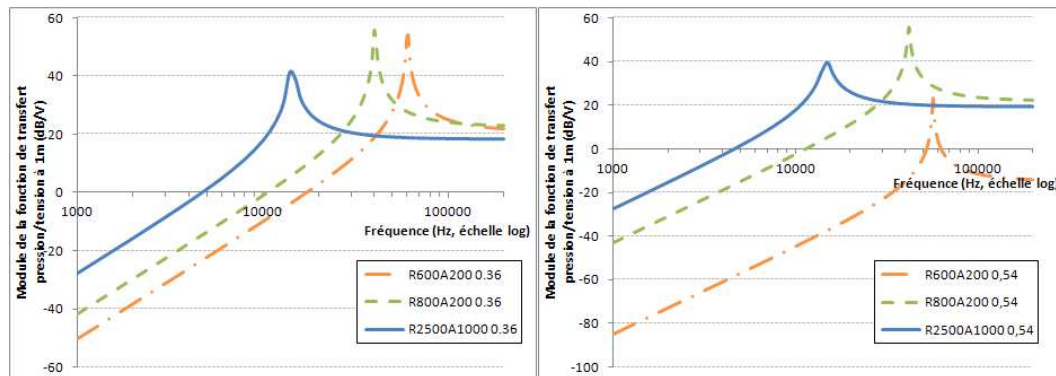 Module de la fonction de transfert
pression/tension à 1m (dB/V)
60
40
20
0
-20
-40
-60
1000
10000
100000
Fréquence (Hz, échelle log)
R600A200 0.36
R800A200 0.36
R2500A1000 0.36
Module de la fonction de transfert
pression/tension à 1m (dB/V)
60
40
20
0
-20
-40
-60
-80
-100
1000
10000
100000
Fréquence (Hz, échelle log)
R600A200 0,54
R800A200 0,54
R2500A1000 0,54